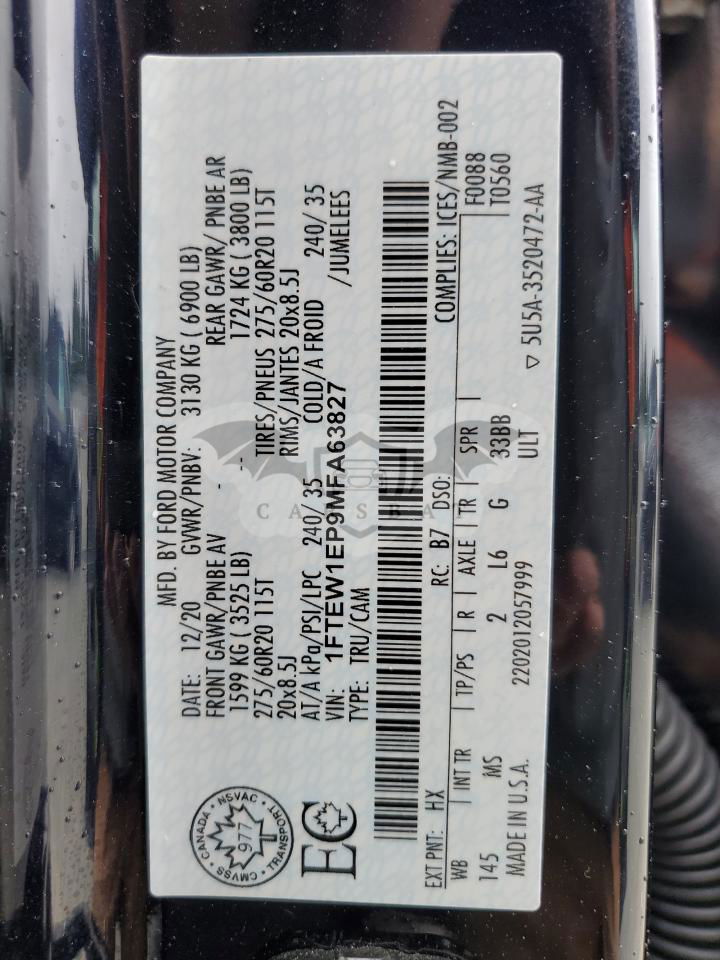 MFD. BY FORD MOTOR COMPANY
DATE: 12/20 GVWR/PNBV: 3130 KG ( 6900 LB)
FRONT GAWR/PNBE AV - REAR GAWR/ PNBE AR
1599 KG ( 3525 LB) -- 1724 KG ( 3800 LB)
275/60R20 115T TIRES/PNEUS 275/60R20 115T
20x8.5J RIMS/JANTES 20x8.5J
AT/A kPa/PSI/LPC 240/ 35 COLD/A FROID 240/ 35
VIN: 1FTEW1EP9MFA63827 /JUMELEES
TYPE: TRU/CAM
CANADA • NSVAC • TRANSPORT • CMVSS •
977
EC
CARSBAT
RC: B7 DSO: COMPLIES: ICES/NMB-002
EXT PNT: HX F0088
WB INT TR TP/PS R AXLE TR SPR T0560
145 MS 2 L6 G 33BB
ULT
MADE IN U.S.A. 2202012057999 ▽ 5U5A-3520472-AA